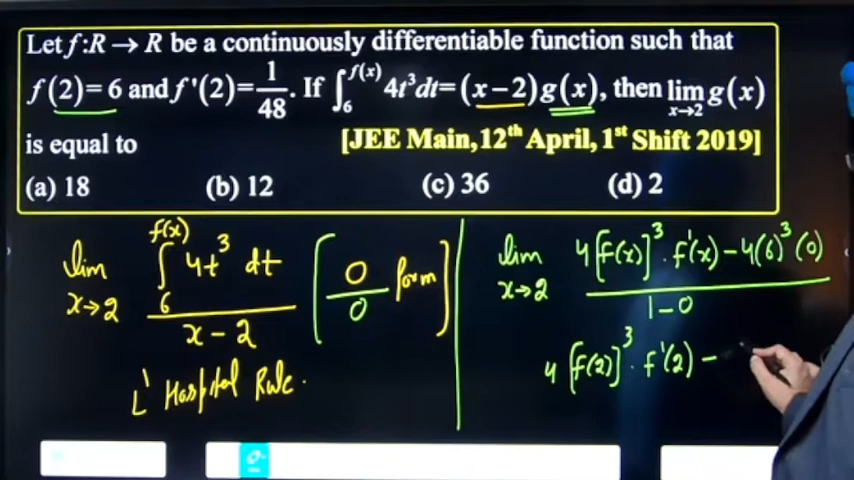 Let f:R → R be a continuously differentiable function such that
f(2)= 6 and f'(2)= 1/48. If ∫_6^{f(x)} 4t³dt=(x−2)g(x), then lim_{x→2} g(x)
is equal to [JEE Main, 12th April, 1st Shift 2019]
(a) 18 (b) 12 (c) 36 (d) 2
lim_{x→2} ∫_6^{f(x)} 4t³ dt / x − 2 [0/0 form]
L' Hospital Rule.
lim_{x→2} 4[f(x)]³ · f'(x) − 4(6)³(0) / 1 − 0
4[f(2)]³ · f'(2) −